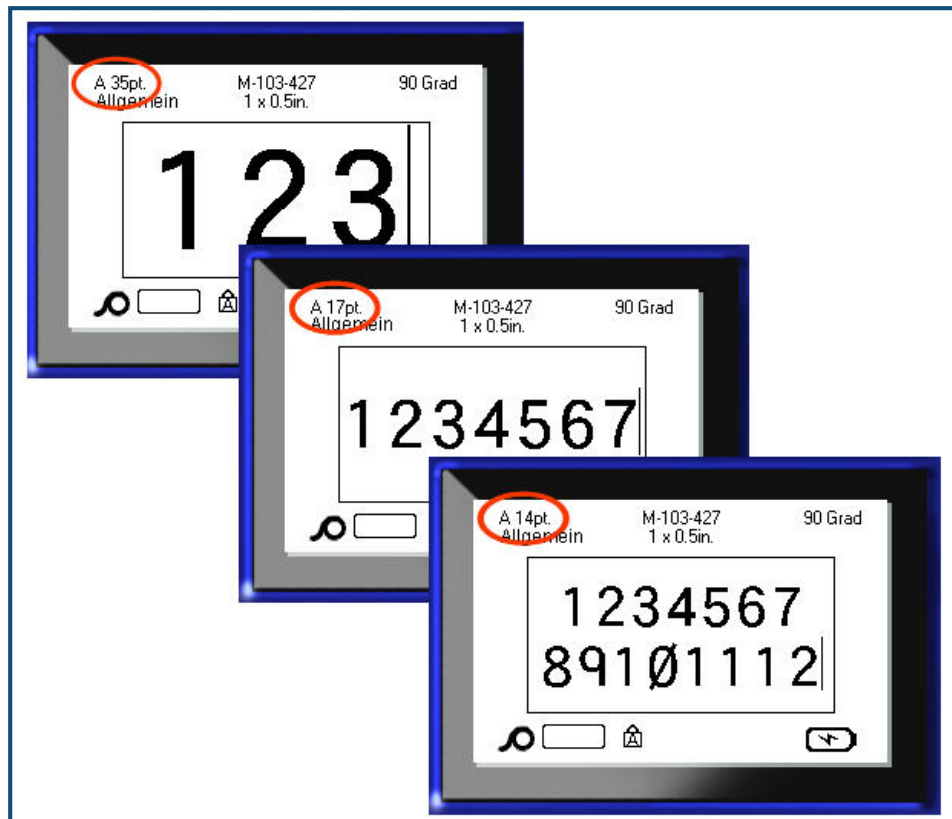 A 35pt. M-103-427 90 Grad
Allgemein 1 x 0.5in.
123
A
A 17pt. M-103-427 90 Grad
Allgemein 1 x 0.5in.
1234567
A 14pt. M-103-427 90 Grad
Allgemein 1 x 0.5in.
1234567
891Ø1112
A